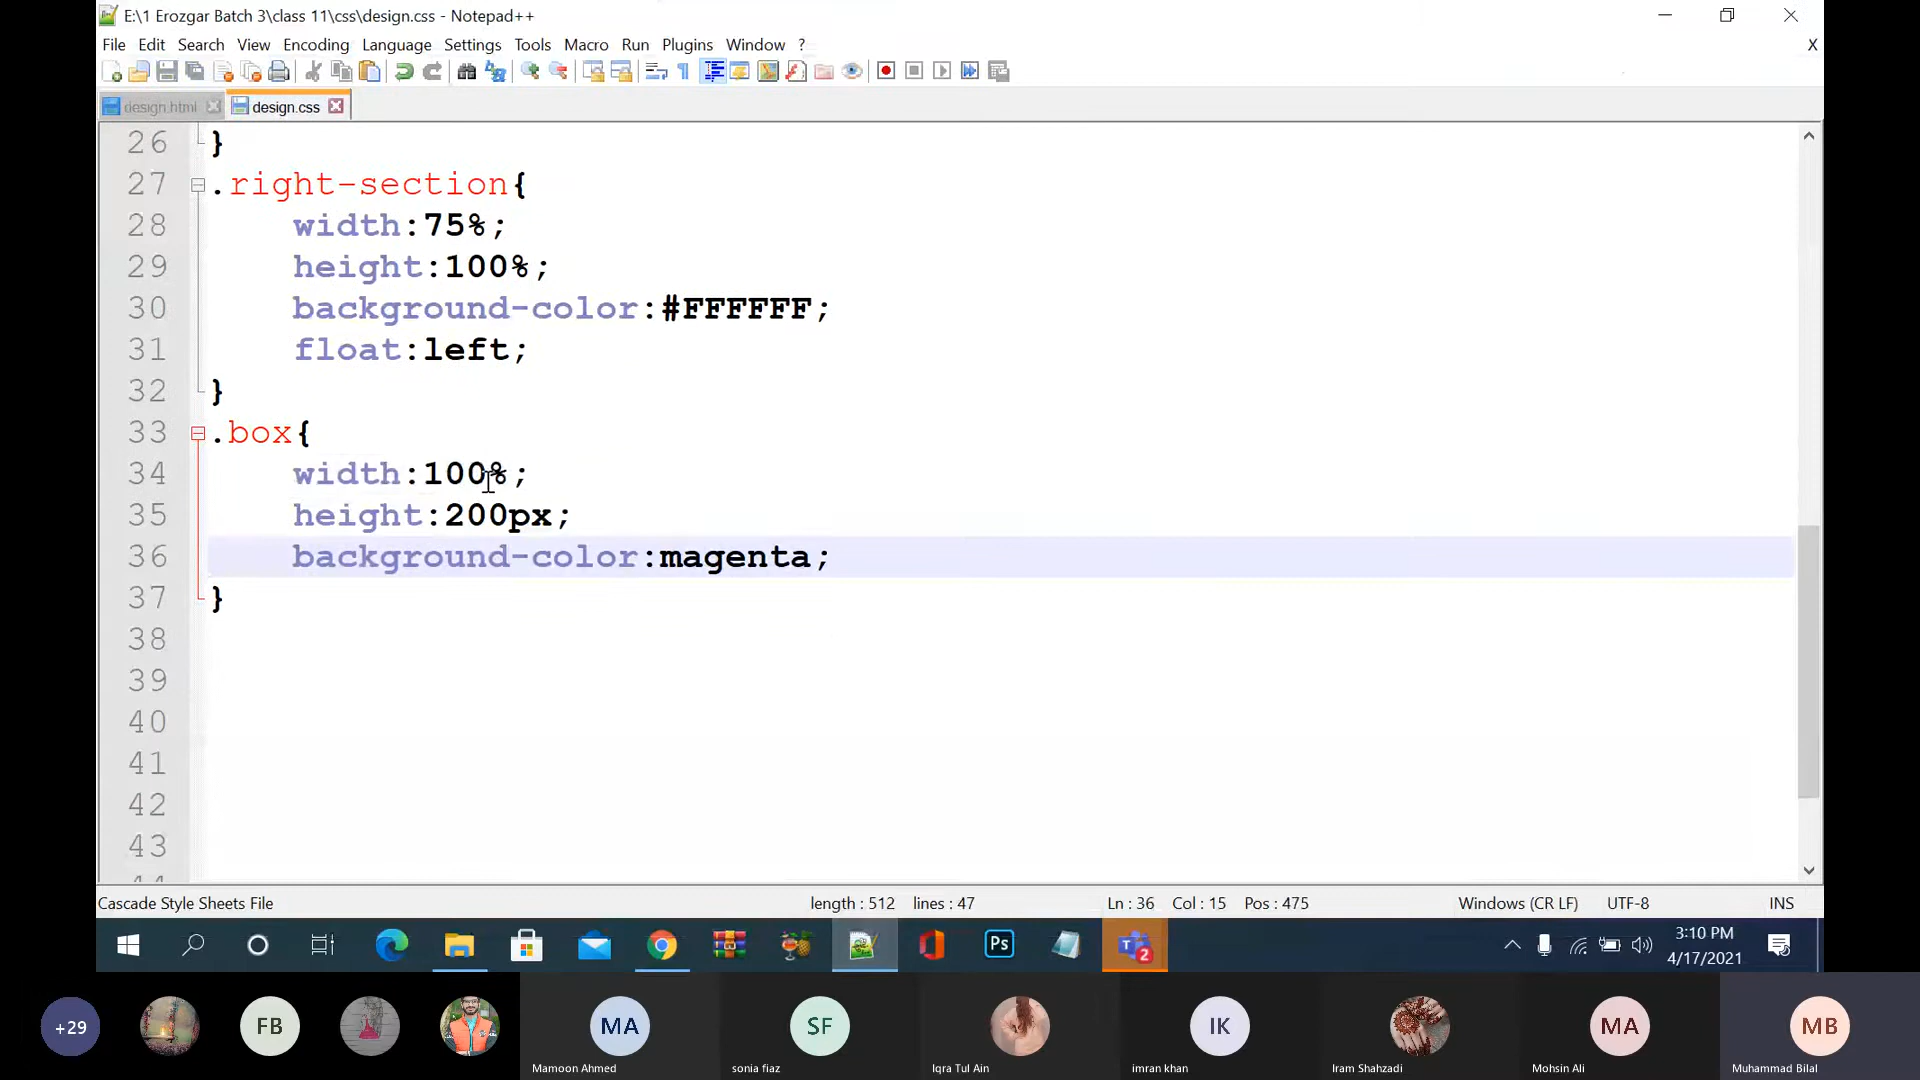 E:\1 Erozgar Batch 3\class 11\css\design.css - Notepad++
File Edit Search View Encoding Language Settings Tools Macro Run Plugins Window ? X
design.html design.css
26 }
27 .right-section{
28 width:75%;
29 height:100%;
30 background-color:#FFFFFF;
31 float:left;
32 }
33 .box{
34 width:100%;
35 height:200px;
36 background-color:magenta;
37 }
38
39
40
41
42
43
44
Cascade Style Sheets File length : 512 lines : 47 Ln : 36 Col : 15 Pos : 475 Windows (CR LF) UTF-8 INS
Ps 2 3:10 PM
4/17/2021
+29 FB MA SF IK MA MB
Mamoon Ahmed sonia fiaz Iqra Tul Ain imran khan Iram Shahzadi Mohsin Ali Muhammad Bilal